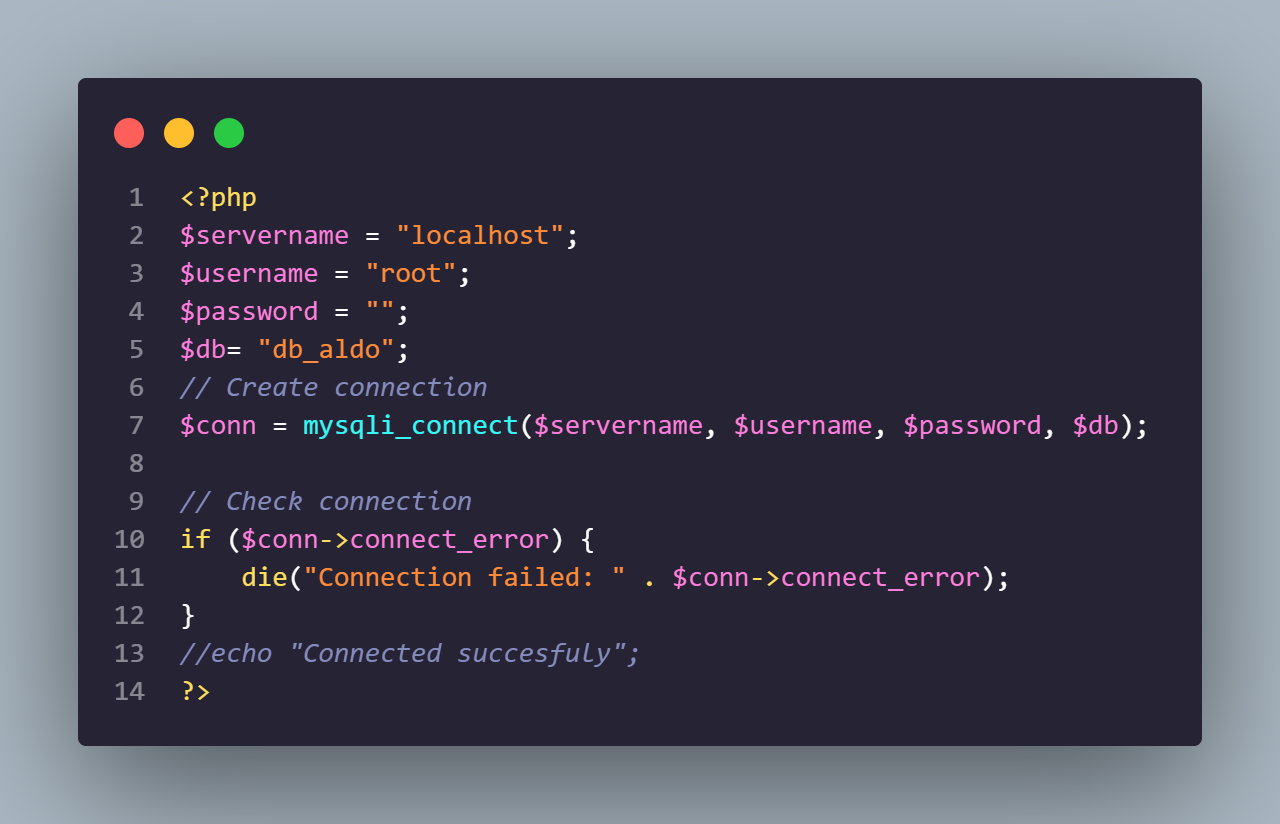 1 <?php
2 $servername = "localhost";
3 $username = "root";
4 $password = "";
5 $db= "db_aldo";
6 // Create connection
7 $conn = mysqli_connect($servername, $username, $password, $db);
8
9 // Check connection
10 if ($conn->connect_error) {
11     die("Connection failed: " . $conn->connect_error);
12 }
13 //echo "Connected succesfuly";
14 ?>